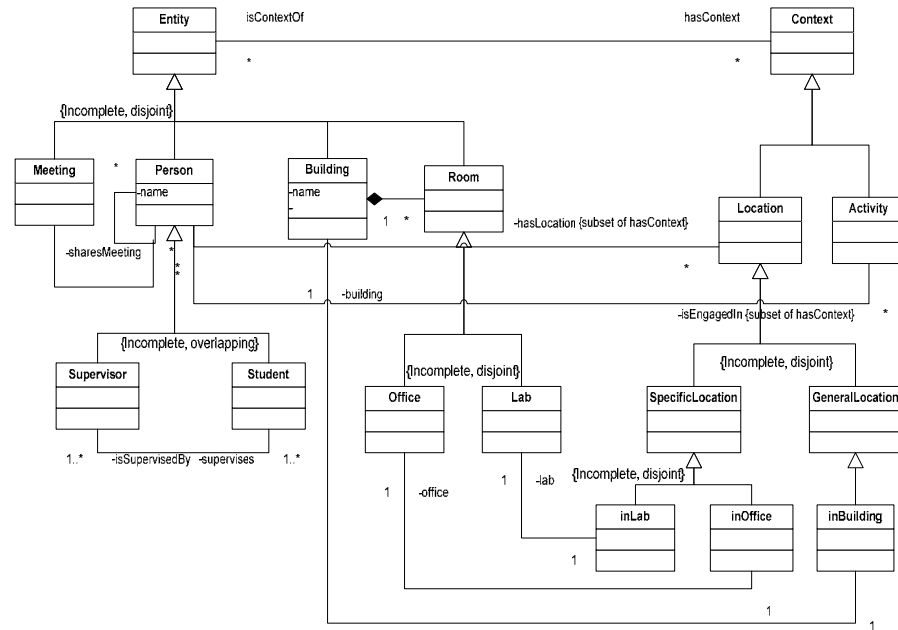 Entity
isContextOf
hasContext
Context
*
*
{Incomplete, disjoint}
Meeting
*
Person
-name
Building
-name
-
Room
1
*
Location
Activity
-hasLocation {subset of hasContext}
-sharesMeeting
*
*
*
*
1
-building
-isEngagedIn {subset of hasContext}
*
{Incomplete, overlapping}
{Incomplete, disjoint}
{Incomplete, disjoint}
Supervisor
Student
Office
Lab
SpecificLocation
GeneralLocation
1..*
-isSupervisedBy
-supervises
1..*
{Incomplete, disjoint}
1
-office
1
-lab
inLab
inOffice
inBuilding
1
1
1